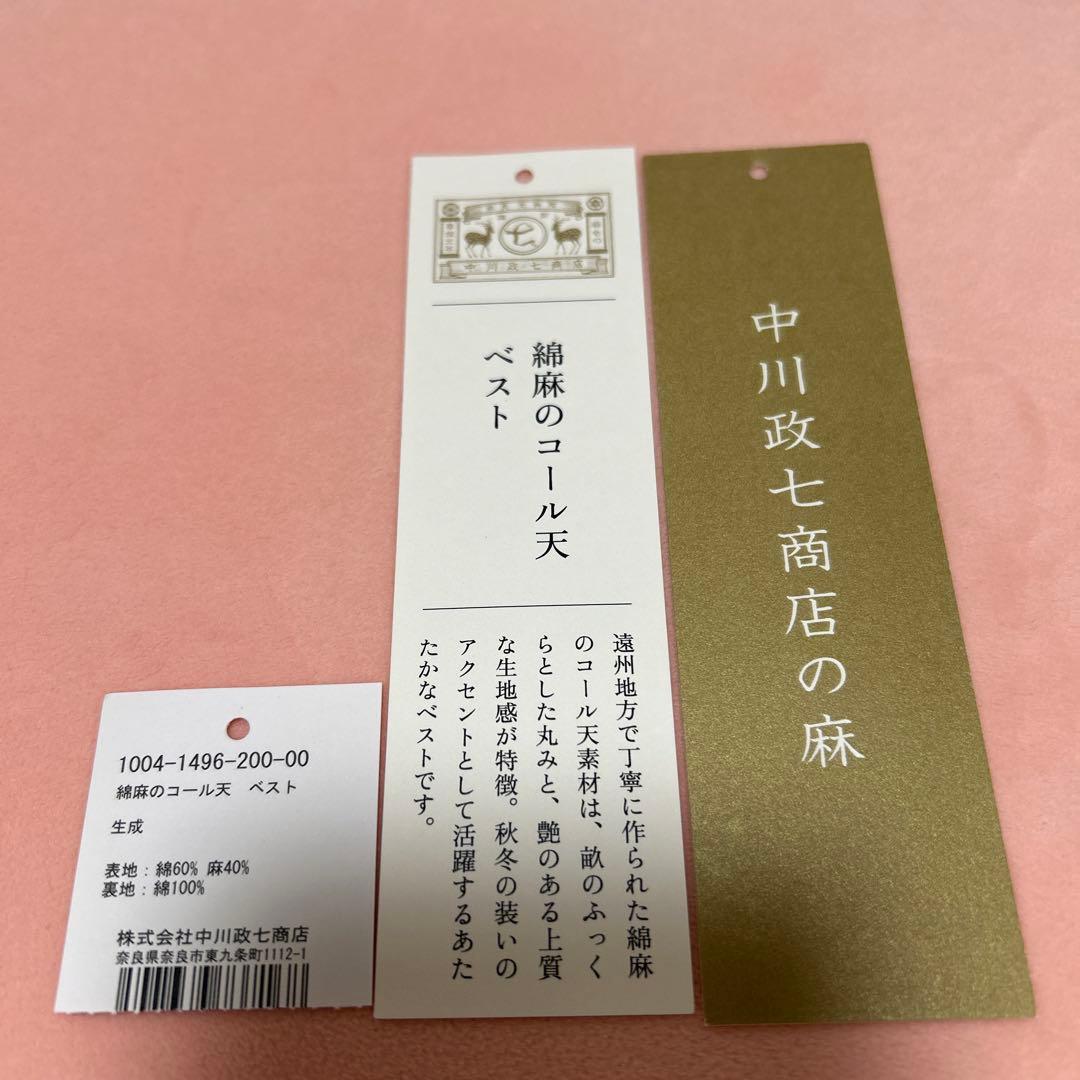 1004-1496-200-00
綿麻のコール天　ベスト
生成
表地：綿60% 麻40%
裏地：綿100%
株式会社中川政七商店
奈良県奈良市東九条町1112-1
七
中川政七商店
綿麻のコール天
ベスト
遠州地方で丁寧に作られた綿麻
のコール天素材は、畝のふっく
らとした丸みと、艶のある上質
な生地感が特徴。秋冬の装いの
アクセントとして活躍するあた
たかなベストです。
中川政七商店の麻